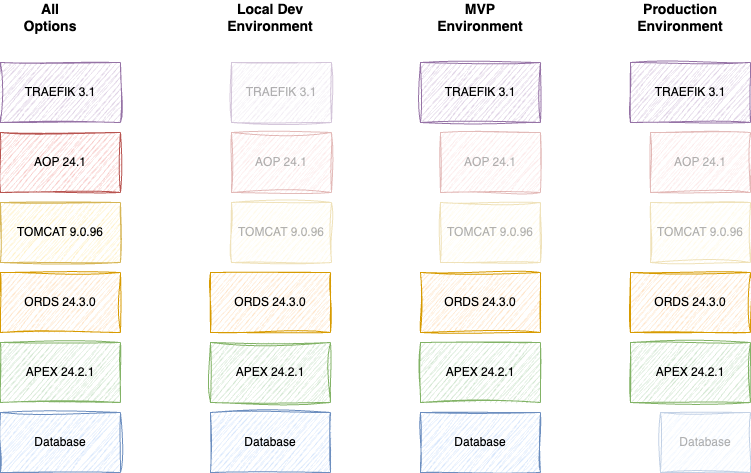 All
Options
Local Dev
Environment
MVP
Environment
Production
Environment
TRAEFIK 3.1
TRAEFIK 3.1
TRAEFIK 3.1
TRAEFIK 3.1
AOP 24.1
AOP 24.1
AOP 24.1
AOP 24.1
TOMCAT 9.0.96
TOMCAT 9.0.96
TOMCAT 9.0.96
TOMCAT 9.0.96
ORDS 24.3.0
ORDS 24.3.0
ORDS 24.3.0
ORDS 24.3.0
APEX 24.2.1
APEX 24.2.1
APEX 24.2.1
APEX 24.2.1
Database
Database
Database
Database